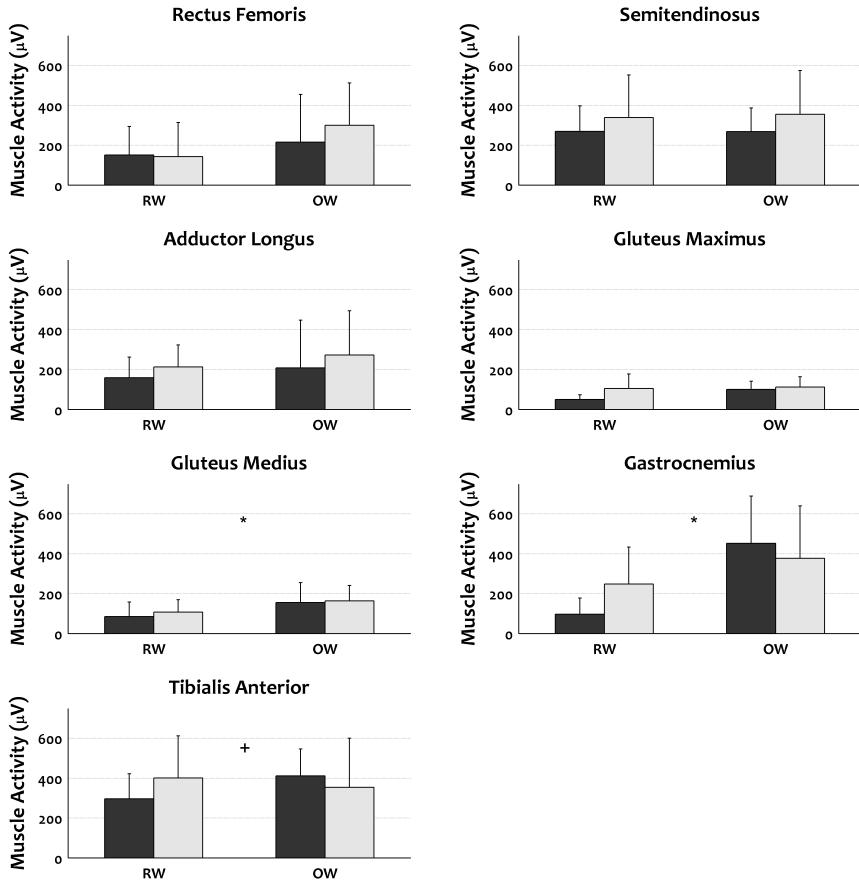 Rectus Femoris
Muscle Activity (µV)
600
400
200
0
RW OW
Semitendinosus
Muscle Activity (µV)
600
400
200
0
RW OW
Adductor Longus
Muscle Activity (µV)
600
400
200
0
RW OW
Gluteus Maximus
Muscle Activity (µV)
600
400
200
0
RW OW
Gluteus Medius
Muscle Activity (µV)
600
400
200
0
*
RW OW
Gastrocnemius
Muscle Activity (µV)
600
400
200
0
*
RW OW
Tibialis Anterior
Muscle Activity (µV)
600
400
200
0
+
RW OW